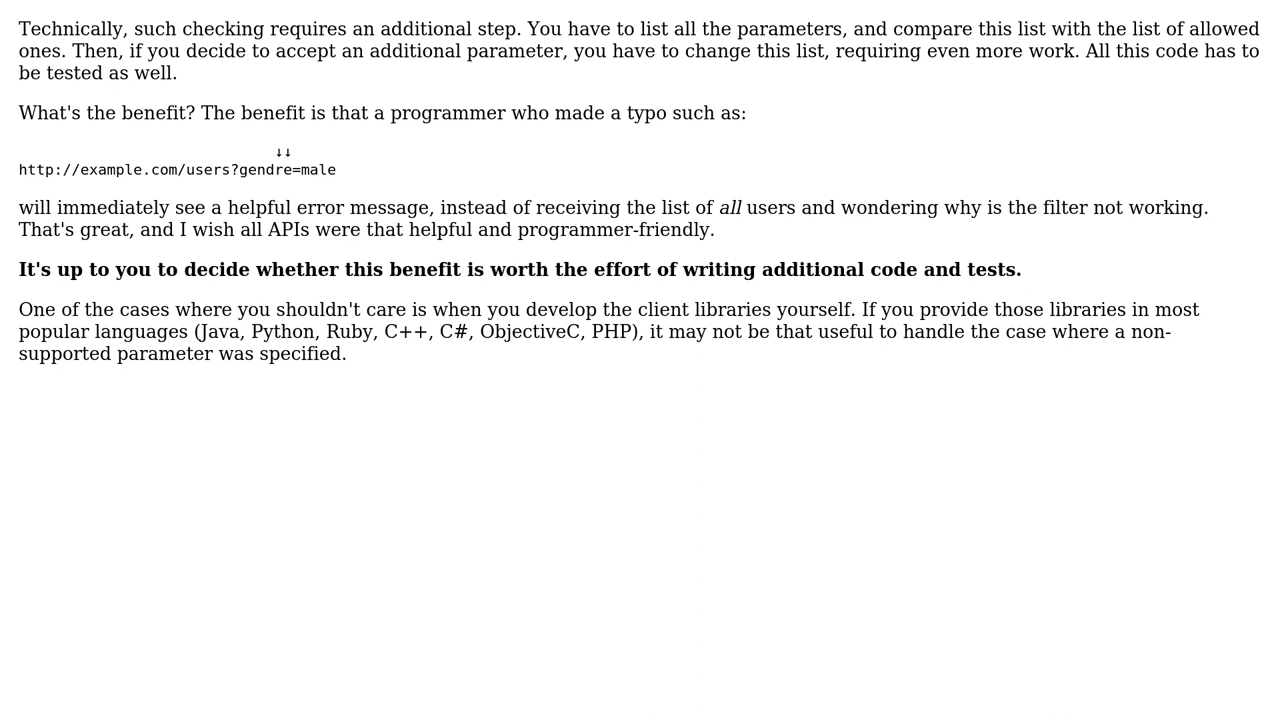 Technically, such checking requires an additional step. You have to list all the parameters, and compare this list with the list of allowed
ones. Then, if you decide to accept an additional parameter, you have to change this list, requiring even more work. All this code has to
be tested as well.
What's the benefit? The benefit is that a programmer who made a typo such as:
↓↓
http://example.com/users?gendre=male
will immediately see a helpful error message, instead of receiving the list of all users and wondering why is the filter not working.
That's great, and I wish all APIs were that helpful and programmer-friendly.
It's up to you to decide whether this benefit is worth the effort of writing additional code and tests.
One of the cases where you shouldn't care is when you develop the client libraries yourself. If you provide those libraries in most
popular languages (Java, Python, Ruby, C++, C#, ObjectiveC, PHP), it may not be that useful to handle the case where a non-
supported parameter was specified.